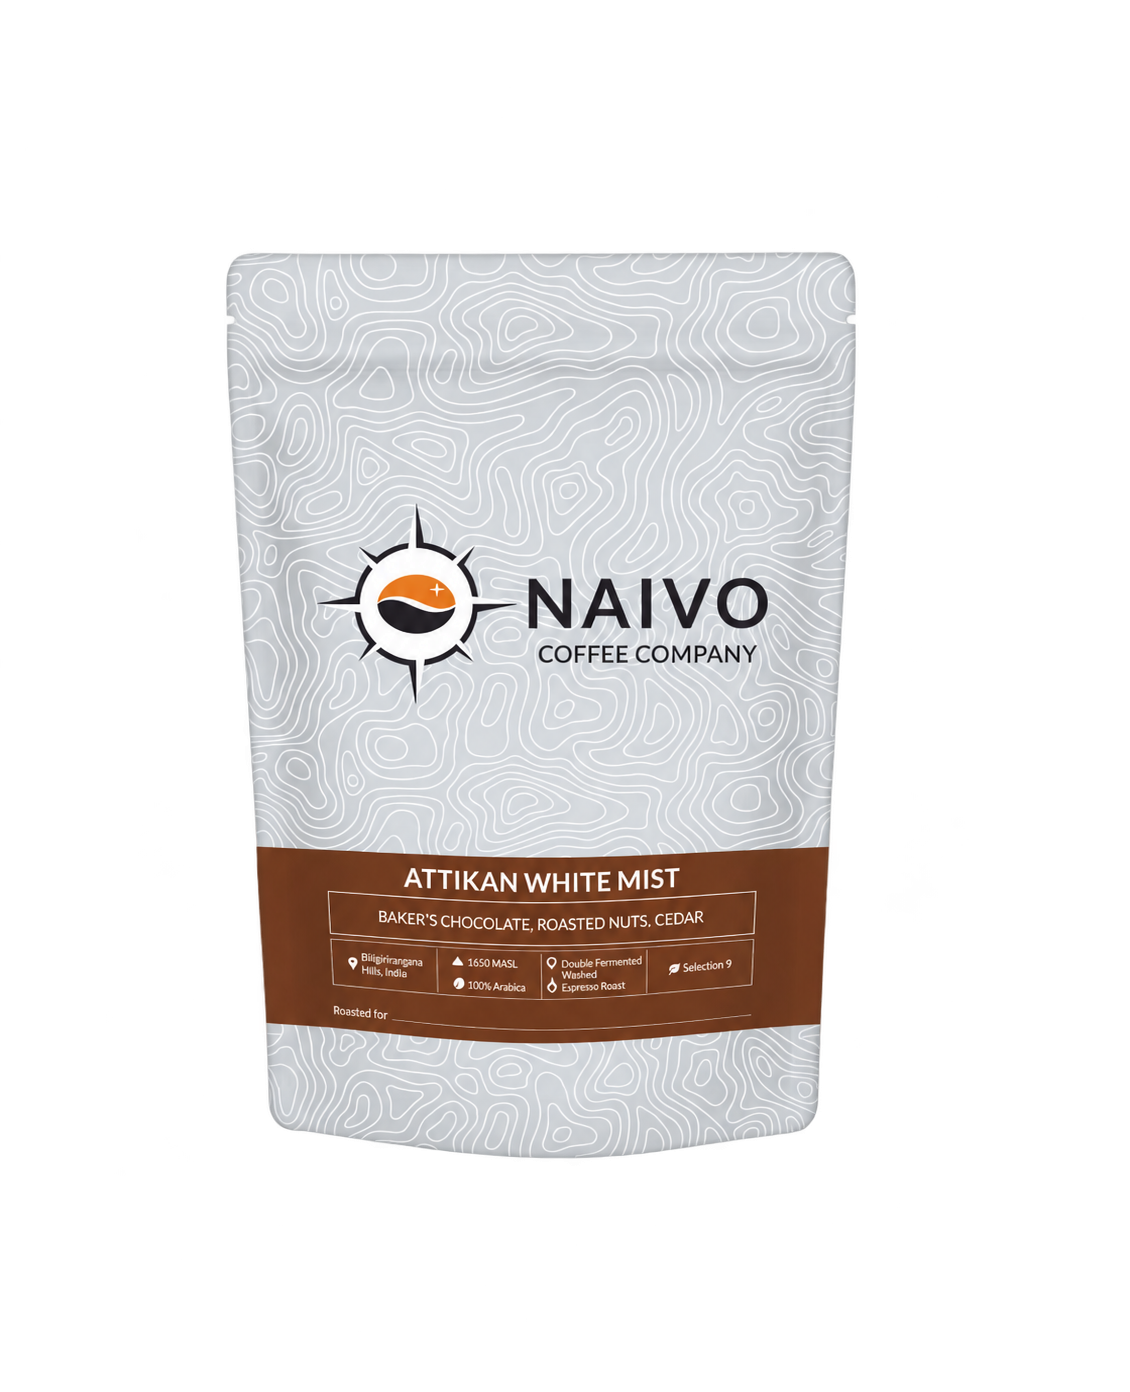 NAIVO
COFFEE COMPANY
ATTIKAN WHITE MIST
BAKER'S CHOCOLATE, ROASTED NUTS, CEDAR
Biligirirangana
Hills, India
1650 MASL
100% Arabica
Double Fermented
Washed
Espresso Roast
Selection 9
Roasted for